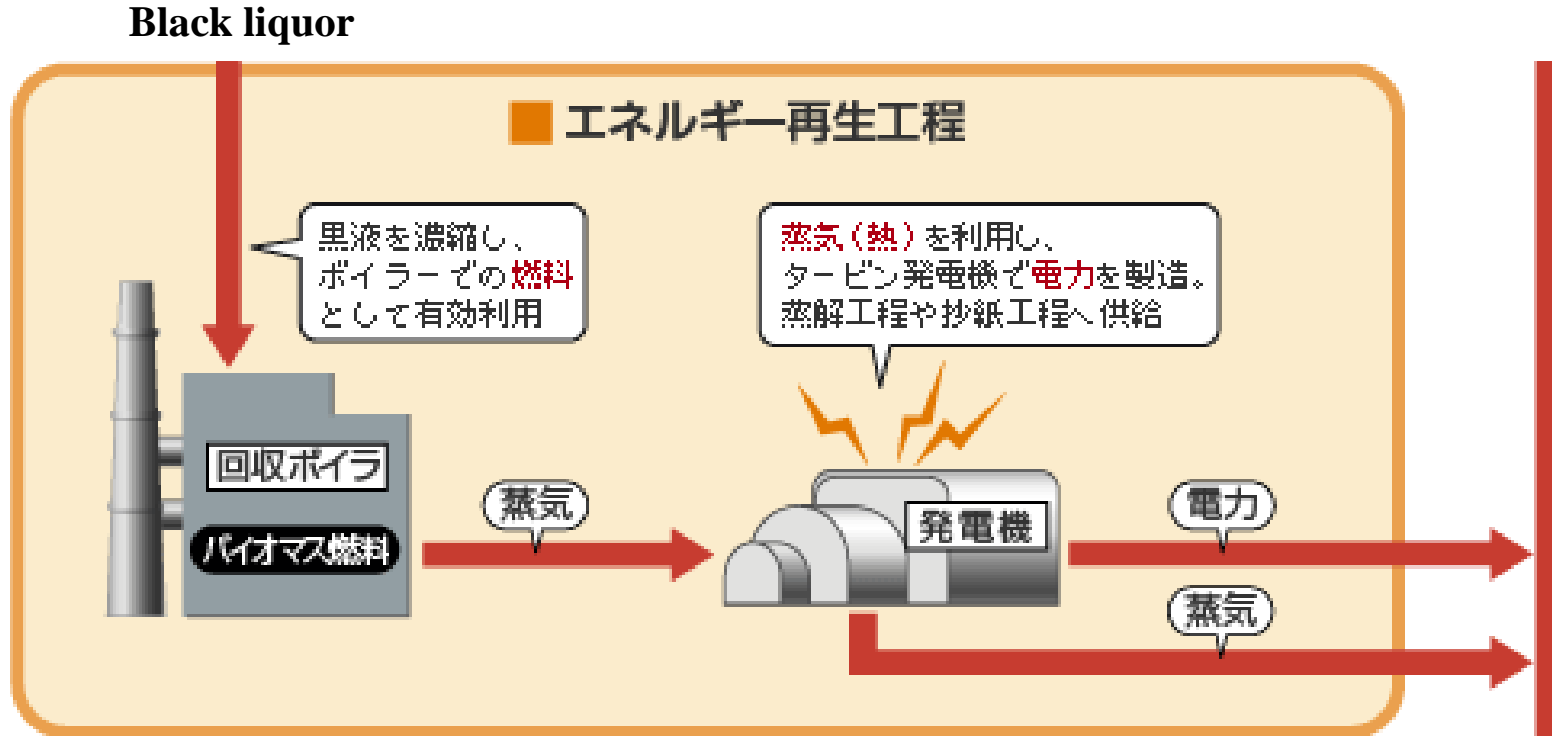 Black liquor
エネルギー再生工程
黒液を濃縮し、
ボイラーでの燃料
として有効利用
蒸気(熱)を利用し、
タービン発電機で電力を製造。
蒸解工程や抄紙工程へ供給
回収ボイラ
バイオマス燃料
蒸気
発電機
電力
蒸気